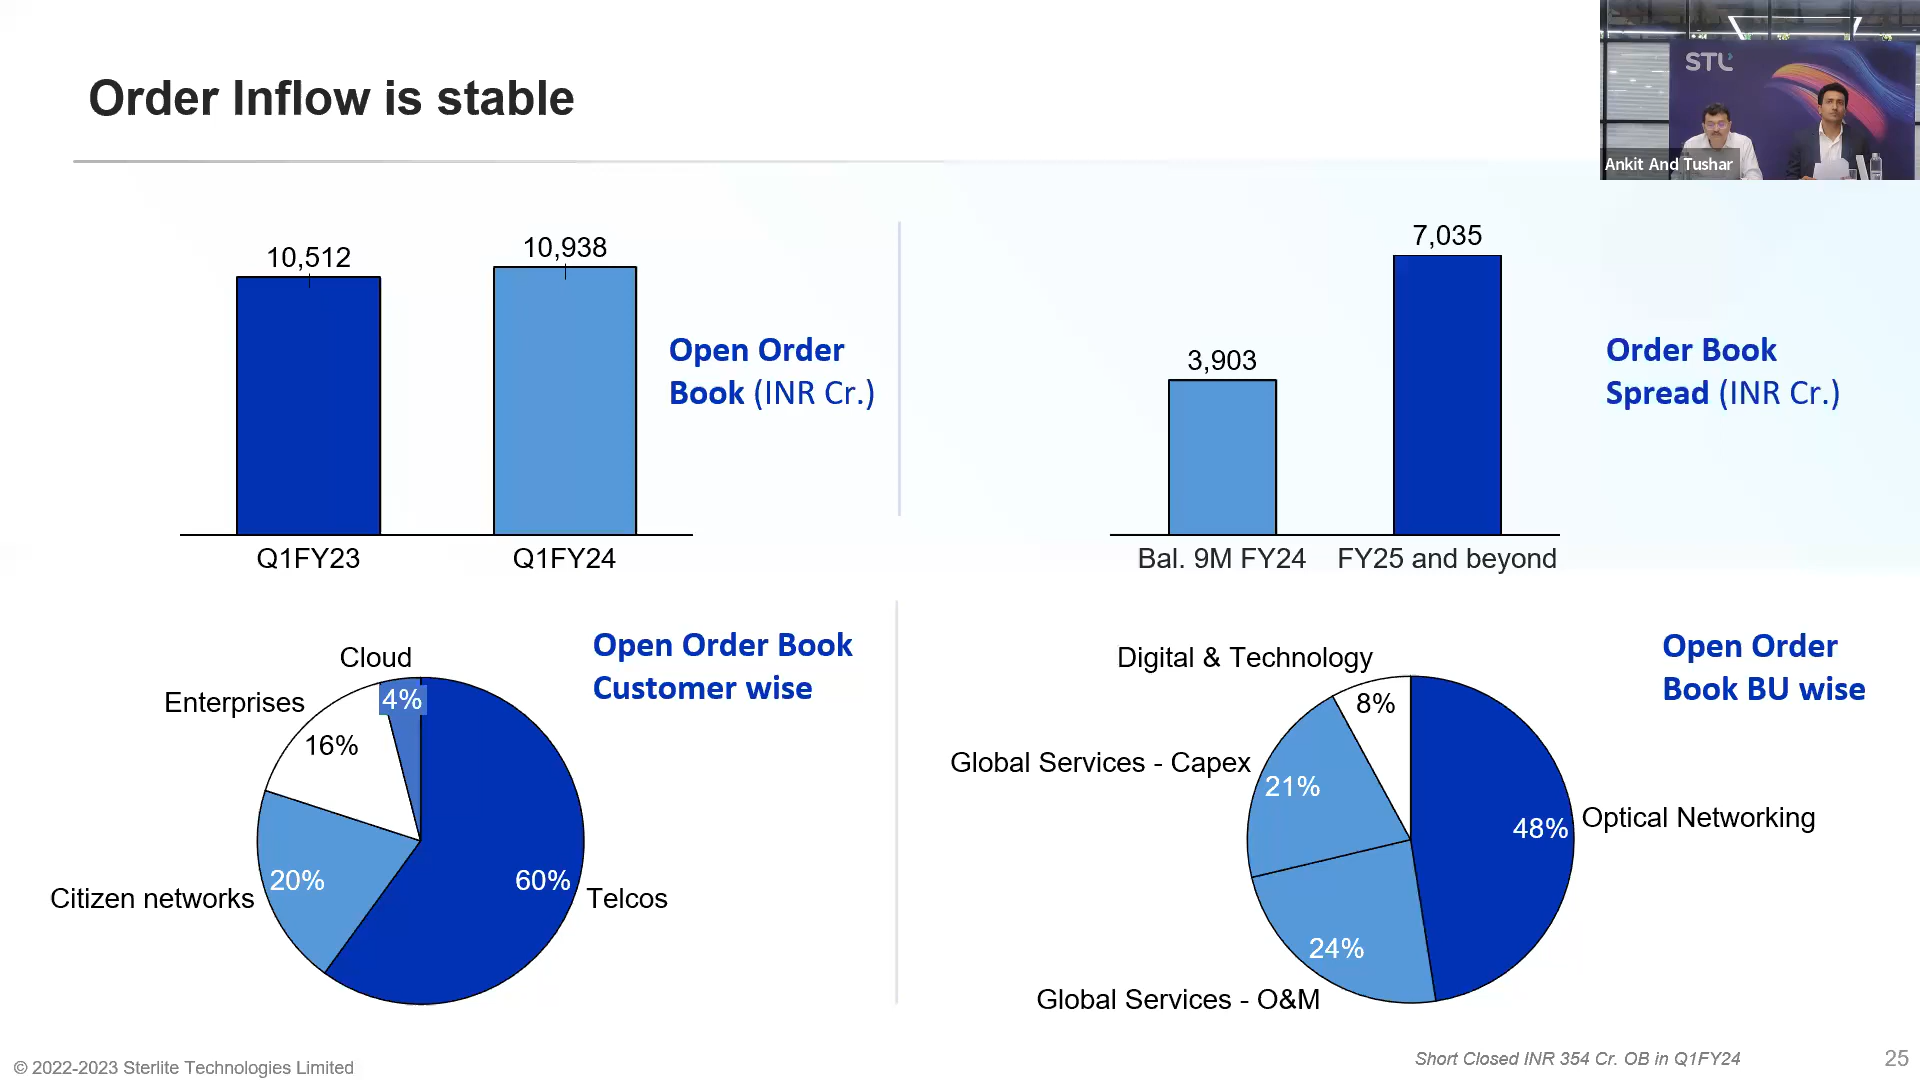 Order Inflow is stable
STL
Ankit And Tushar
10,512
10,938
Q1FY23
Q1FY24
Open Order
Book (INR Cr.)
3,903
7,035
Bal. 9M FY24
FY25 and beyond
Order Book
Spread (INR Cr.)
Open Order Book
Customer wise
Cloud
4%
Enterprises
16%
Citizen networks
20%
60%
Telcos
Open Order
Book BU wise
Digital & Technology
8%
Global Services - Capex
21%
48%
Optical Networking
24%
Global Services - O&M
© 2022-2023 Sterlite Technologies Limited
Short Closed INR 354 Cr. OB in Q1FY24
25